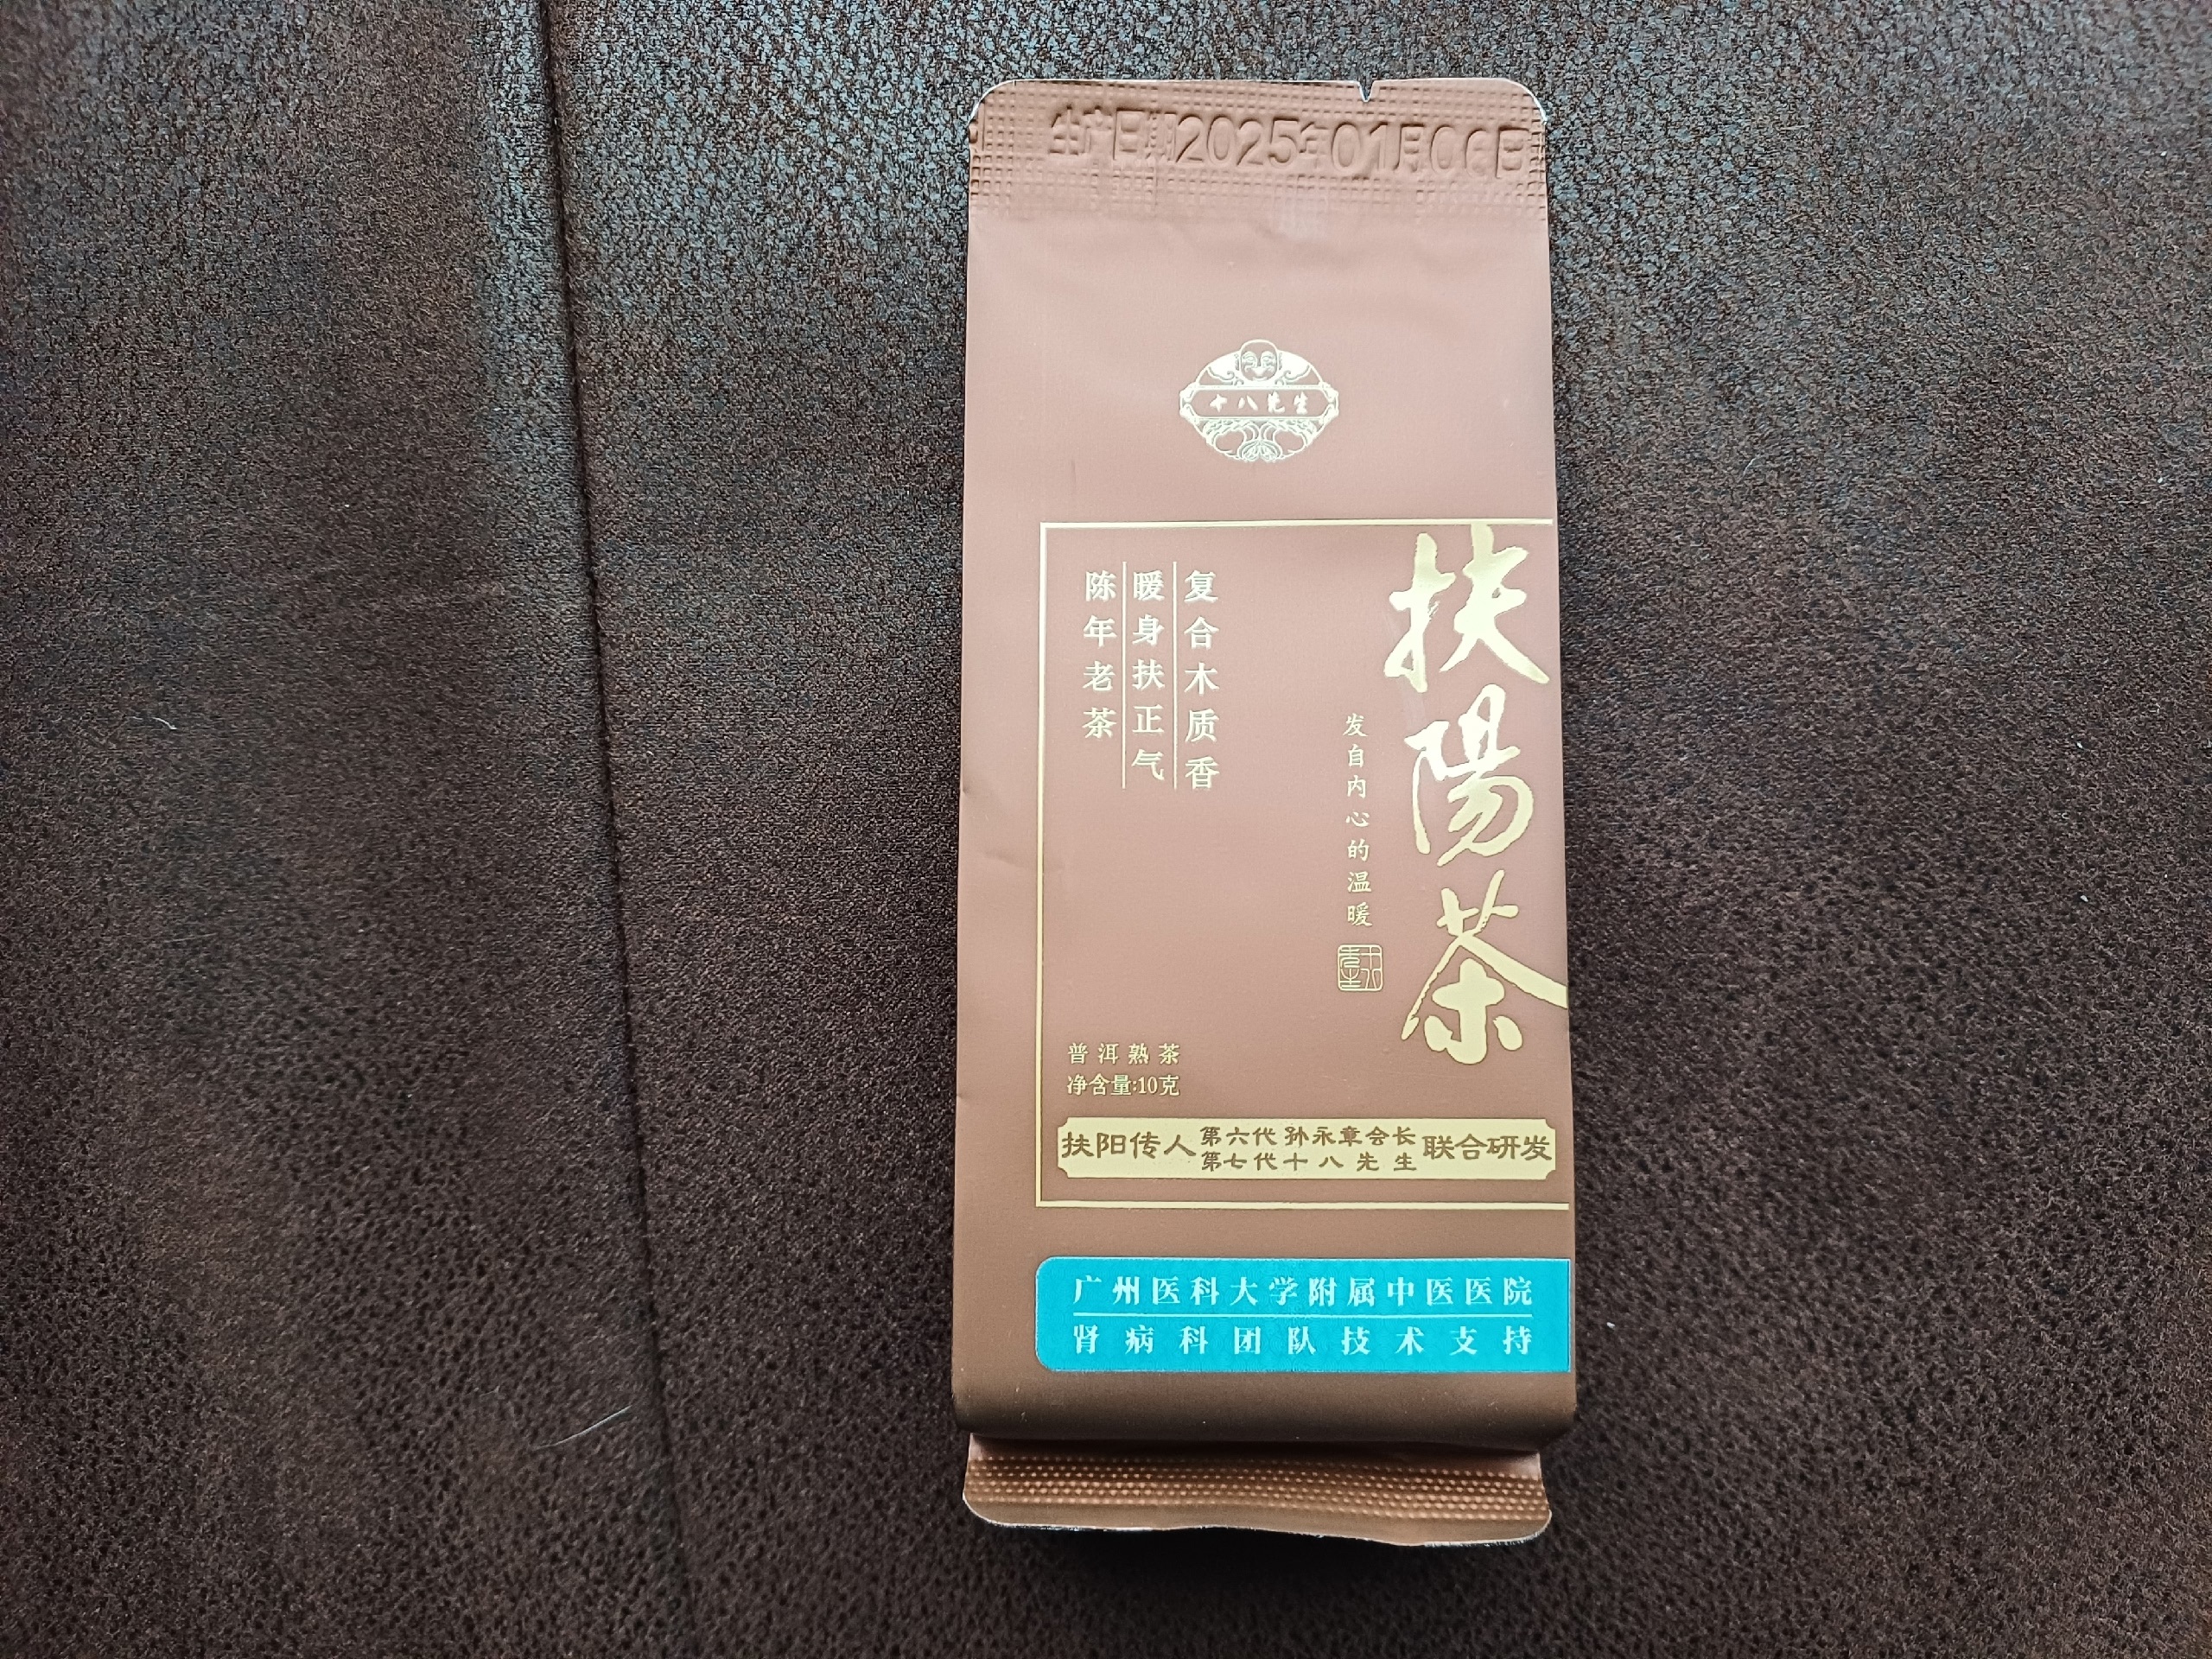 生产日期2025年01月06日
十八先生
扶陽茶
发自内心的温暖
复合木质香
暖身扶正气
陈年老茶
普洱熟茶
净含量:10克
扶阳传人 第六代 孙永章会长 联合研发
第七代十八先生
广州医科大学附属中医医院
肾病科团队技术支持